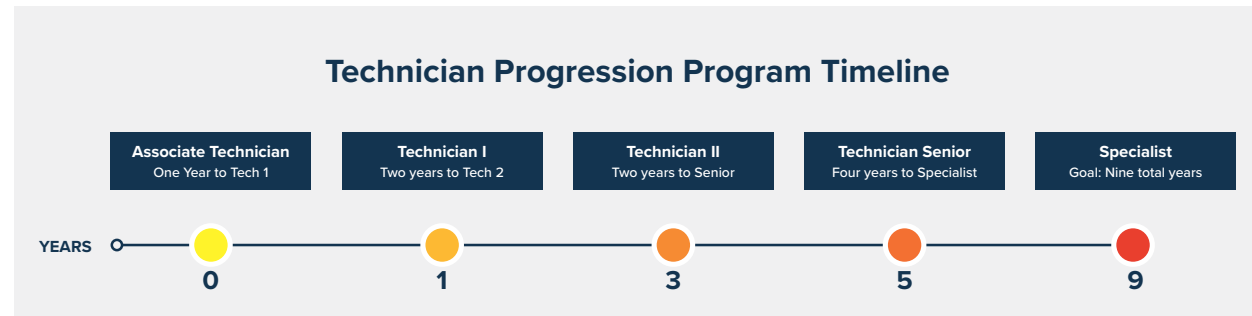 Technician Progression Program Timeline
Associate Technician
One Year to Tech 1
Technician I
Two years to Tech 2
Technician II
Two years to Senior
Technician Senior
Four years to Specialist
Specialist
Goal: Nine total years
YEARS
0
1
3
5
9